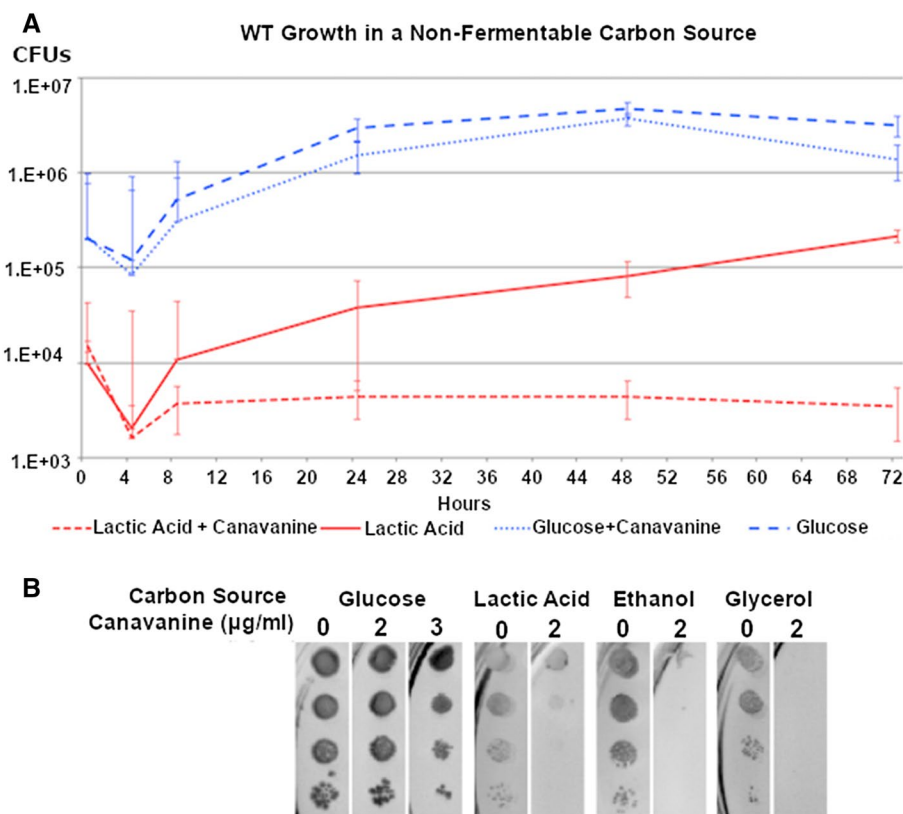 A
WT Growth in a Non-Fermentable Carbon Source
CFUs
1.E+07
1.E+06
1.E+05
1.E+04
1.E+03
0 4 8 12 16 20 24 28 32 36 40 44 48 52 56 60 64 68 72
Hours
Lactic Acid + Canavanine Lactic Acid Glucose+Canavanine Glucose
B
Carbon Source Glucose Lactic Acid Ethanol Glycerol
Canavanine (µg/ml) 0 2 3 0 2 0 2 0 2